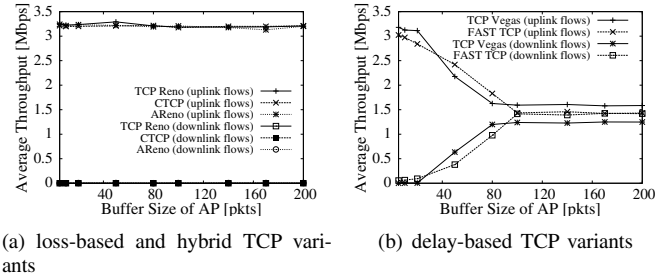 3.5
3
2.5
2
1.5
1
0.5
0
Average Throughput [Mbps]
TCP Reno (uplink flows)
CTCP (uplink flows)
AReno (uplink flows)
TCP Reno (downlink flows)
CTCP (downlink flows)
AReno (downlink flows)
40 80 120 160 200
Buffer Size of AP [pkts]
(a) loss-based and hybrid TCP vari-
ants
3.5
3
2.5
2
1.5
1
0.5
0
Average Throughput [Mbps]
TCP Vegas (uplink flows)
FAST TCP (uplink flows)
TCP Vegas (downlink flows)
FAST TCP (downlink flows)
40 80 120 160 200
Buffer Size of AP [pkts]
(b) delay-based TCP variants